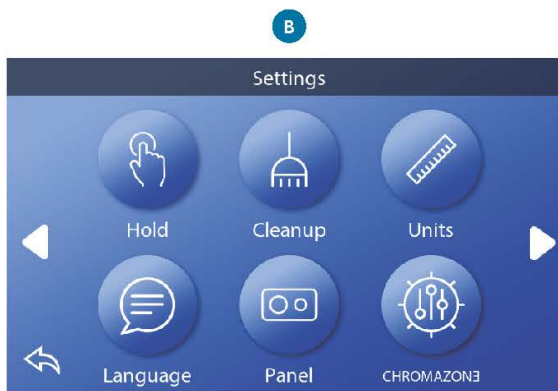 B
Settings
Hold Cleanup Units
Language Panel CHROMAZONE